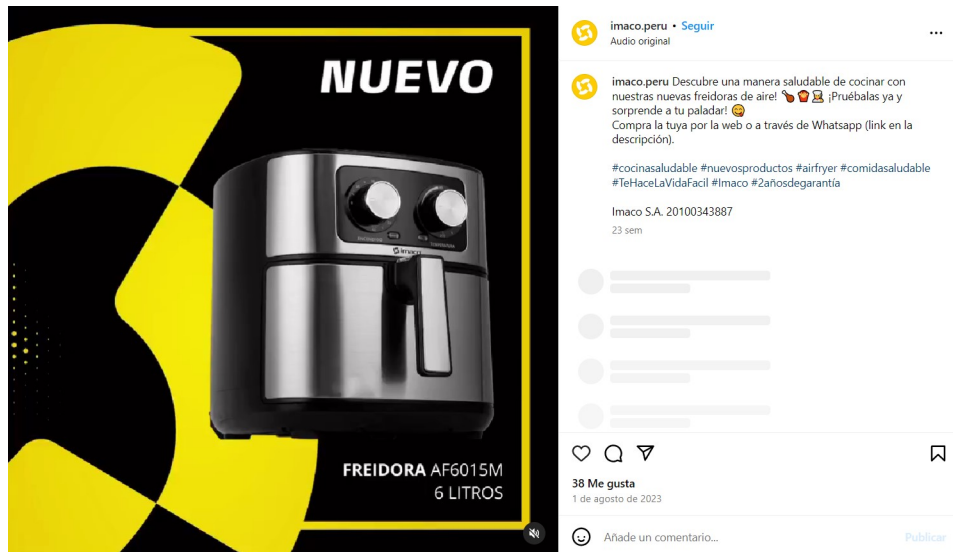 NUEVO
imaco
FREIDORA AF6015M
6 LITROS
imaco.peru • Seguir
Audio original
imaco.peru Descubre una manera saludable de cocinar con
nuestras nuevas freidoras de aire! 🍗🍟👩‍🍳 ¡Pruébalas ya y
sorprende a tu paladar! 😋
Compra la tuya por la web o a través de Whatsapp (link en la
descripción).
#cocinasaludable #nuevosproductos #airfryer #comidasaludable
#TeHaceLaVidaFacil #Imaco #2añosdegarantía
Imaco S.A. 20100343887
23 sem
38 Me gusta
1 de agosto de 2023
Añade un comentario...
Publicar